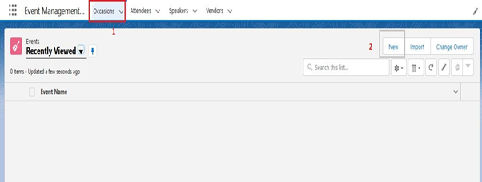 Event Management... Occasions Attendees Speakers Vendors
1
Events
Recently Viewed
2 New Import Change Owner
0 items · Updated a few seconds ago
Search this list...
Event Name